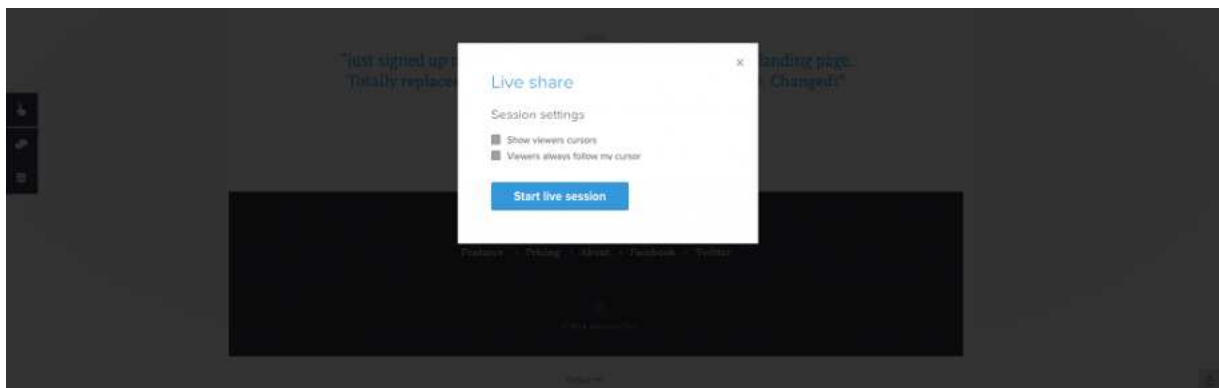 "just signed up
landing page.
Totally replaced
Changed!"
×
Live share
Session settings
Show viewers cursors
Viewers always follow my cursor
Start live session
Features · Pricing · About · Facebook · Twitter